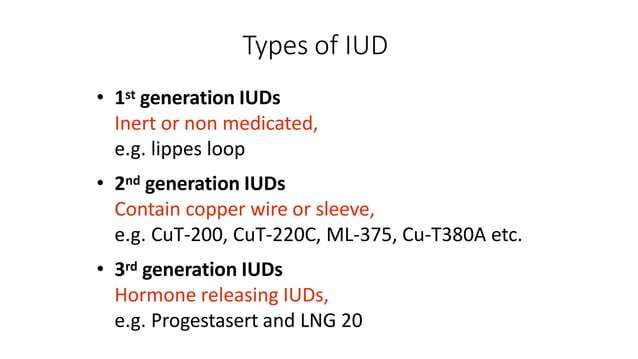 Types of IUD
• 1st generation IUDs
Inert or non medicated,
e.g. lippes loop
• 2nd generation IUDs
Contain copper wire or sleeve,
e.g. CuT-200, CuT-220C, ML-375, Cu-T380A etc.
• 3rd generation IUDs
Hormone releasing IUDs,
e.g. Progestasert and LNG 20